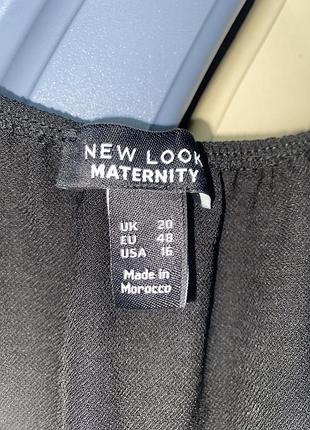 NEW LOOK
MATERNITY
UK 20
EU 48
USA 16
Made in
Morocco